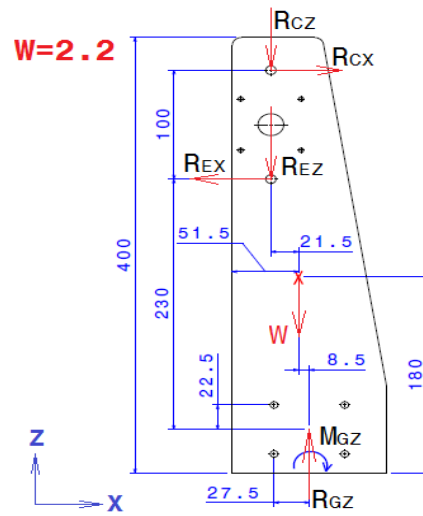 RCZ
W=2.2
RCX
100
REX
REZ
51.5
21.5
400
230
W
8.5
180
22.5
MGZ
Z
27.5
RGZ
X